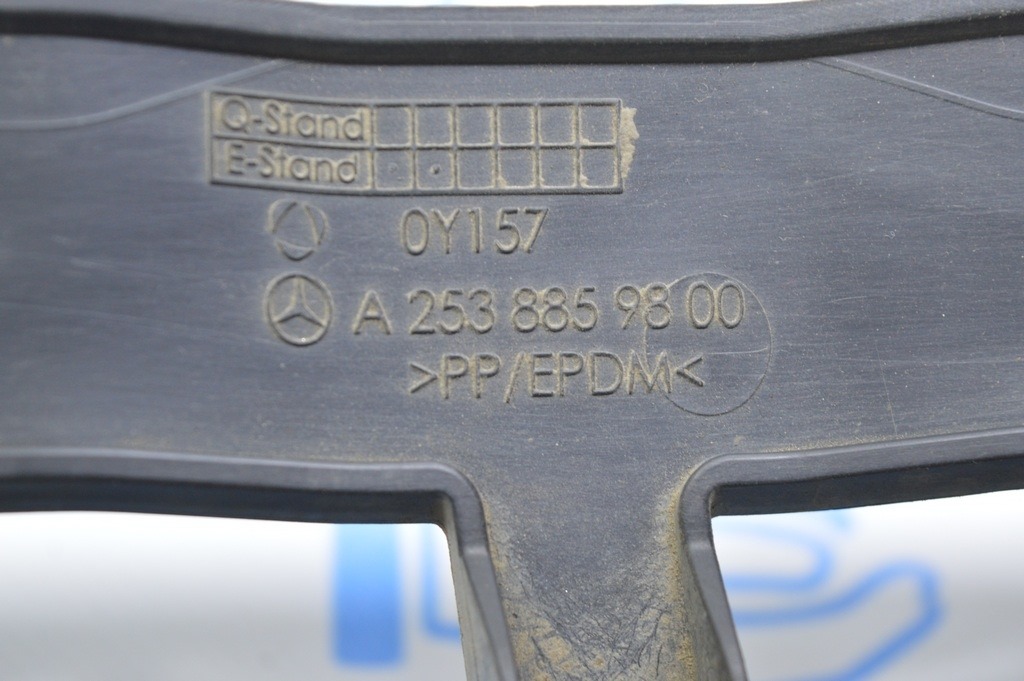 Q-Stand
E-Stand
0Y157
A 253 885 98 00
>PP/EPDM<